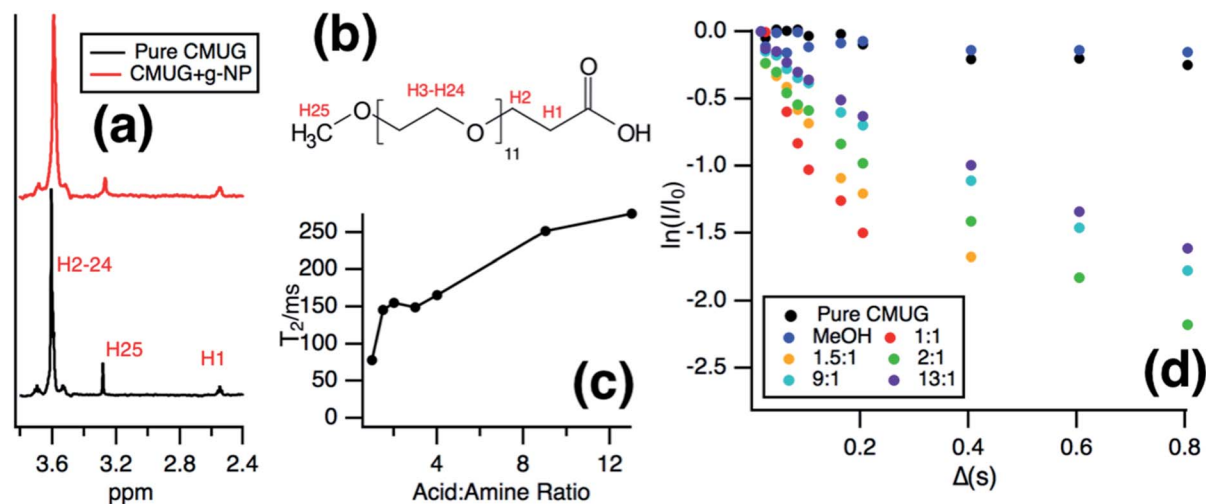 Pure CMUG
CMUG+g-NP
(a)
H2-24
H25
H1
3.6 3.2 2.8 2.4
ppm
(b)
O
H3-H24
H2
H1
H25
O
H₃C
O
11
OH
T₂/ms
250
200
150
100
50
0
4 8 12
Acid:Amine Ratio
(c)
ln(I/I₀)
0.0
-0.5
-1.0
-1.5
-2.0
-2.5
Pure CMUG
MeOH 1:1
1.5:1 2:1
9:1 13:1
(d)
0.2 0.4 0.6 0.8
Δ(s)